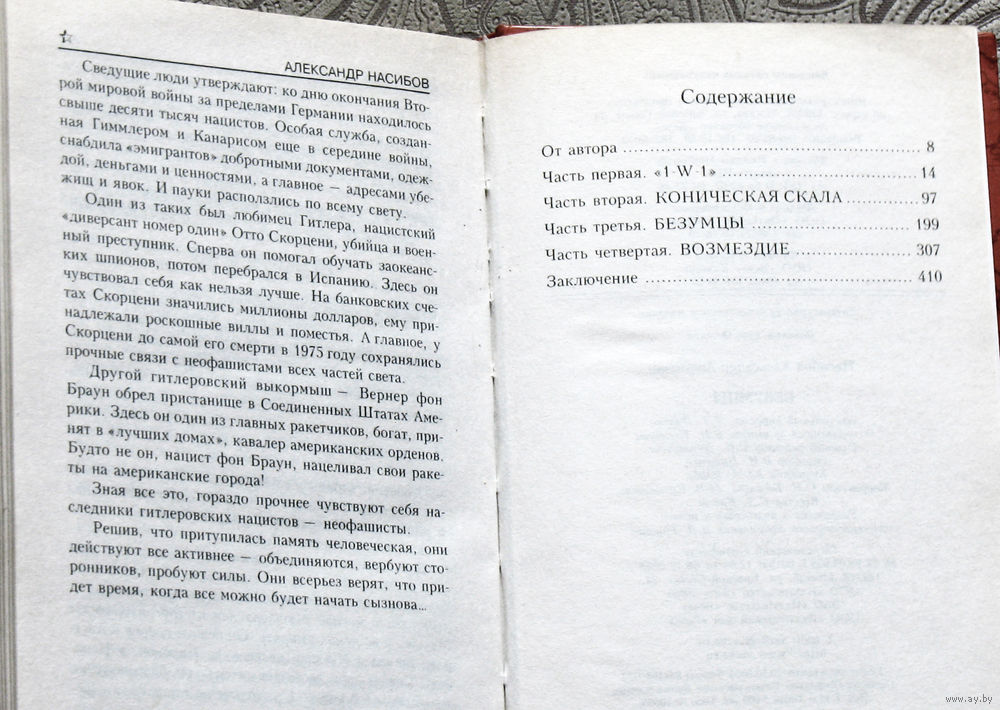 АЛЕКСАНДР НАСИБОВ
Сведущие люди утверждают: ко дню окончания Вто-
рой мировой войны за пределами Германии находилось
свыше десяти тысяч нацистов. Особая служба, создан-
ная Гиммлером и Канарисом еще в середине войны,
снабдила «эмигрантов» добротными документами, одеж-
дой, деньгами и ценностями, а главное — адресами убе-
жищ и явок. И пауки расползлись по всему свету.
Один из таких был любимец Гитлера, нацистский
«диверсант номер один» Отто Скорцени, убийца и воен-
ный преступник. Сперва он помогал обучать заокеанс-
ких шпионов, потом перебрался в Испанию. Здесь он
чувствовал себя как нельзя лучше. На банковских сче-
тах Скорцени значились миллионы долларов, ему при-
надлежали роскошные виллы и поместья. А главное, у
Скорцени до самой его смерти в 1975 году сохранялись
прочные связи с неофашистами всех частей света.
Другой гитлеровский выкормыш — Вернер фон
Браун обрел пристанище в Соединенных Штатах Аме-
рики. Здесь он один из главных ракетчиков, богат, при-
нят в «лучших домах», кавалер американских орденов.
Будто не он, нацист фон Браун, нацеливал свои раке-
ты на американские города!
Зная все это, гораздо прочнее чувствуют себя на-
следники гитлеровских нацистов — неофашисты.
Решив, что притупилась память человеческая, они
действуют все активнее — объединяются, вербуют сто-
ронников, пробуют силы. Они всерьез верят, что при-
дет время, когда все можно будет начать сызнова...
Содержание
От автора ... 8
Часть первая. «1-W-1» ... 14
Часть вторая. КОНИЧЕСКАЯ СКАЛА ... 97
Часть третья. БЕЗУМЦЫ ... 199
Часть четвертая. ВОЗМЕЗДИЕ ... 307
Заключение ... 410
www.ay.by